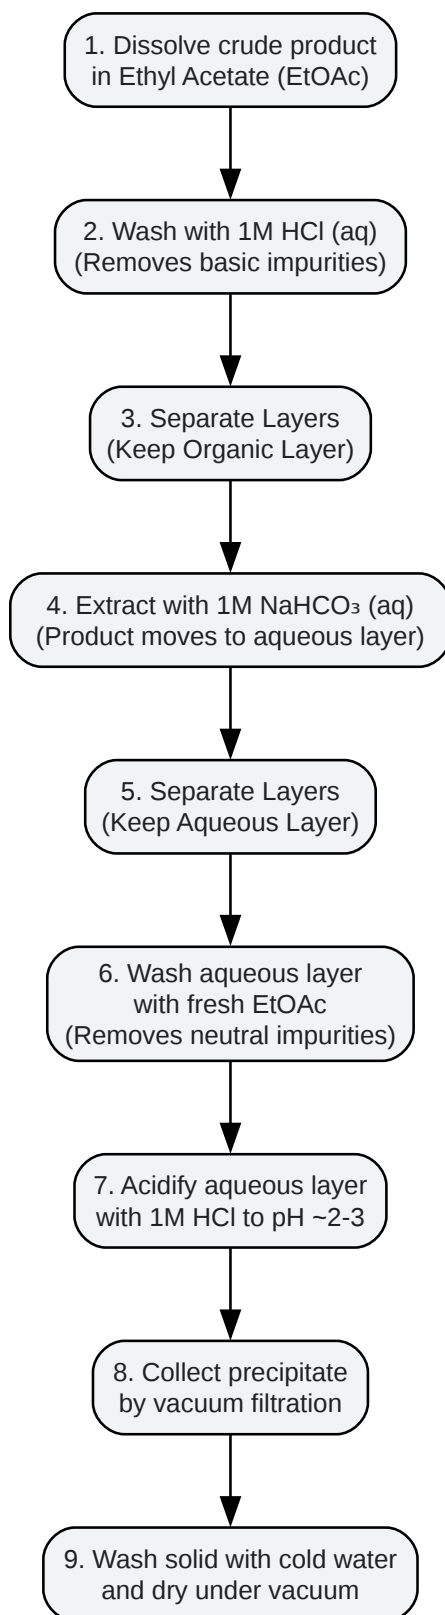 1. Dissolve crude product
in Ethyl Acetate (EtOAc)
2. Wash with 1M HCl (aq)
(Removes basic impurities)
3. Separate Layers
(Keep Organic Layer)
4. Extract with 1M NaHCO₃ (aq)
(Product moves to aqueous layer)
5. Separate Layers
(Keep Aqueous Layer)
6. Wash aqueous layer
with fresh EtOAc
(Removes neutral impurities)
7. Acidify aqueous layer
with 1M HCl to pH ~2-3
8. Collect precipitate
by vacuum filtration
9. Wash solid with cold water
and dry under vacuum